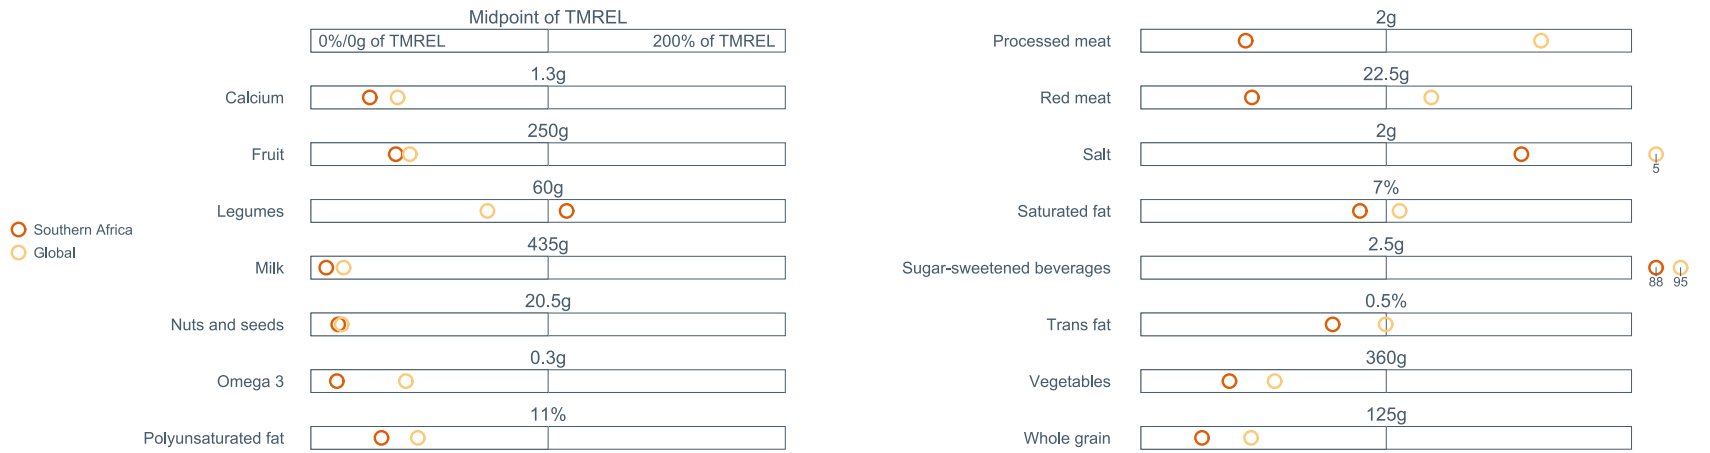 Midpoint of TMREL
0%/0g of TMREL
200% of TMREL
1.3g
Calcium
250g
Fruit
60g
Legumes
435g
Milk
20.5g
Nuts and seeds
0.3g
Omega 3
11%
Polyunsaturated fat
Southern Africa
Global
2g
Processed meat
22.5g
Red meat
2g
Salt
5
7%
Saturated fat
2.5g
Sugar-sweetened beverages
88 95
0.5%
Trans fat
360g
Vegetables
125g
Whole grain